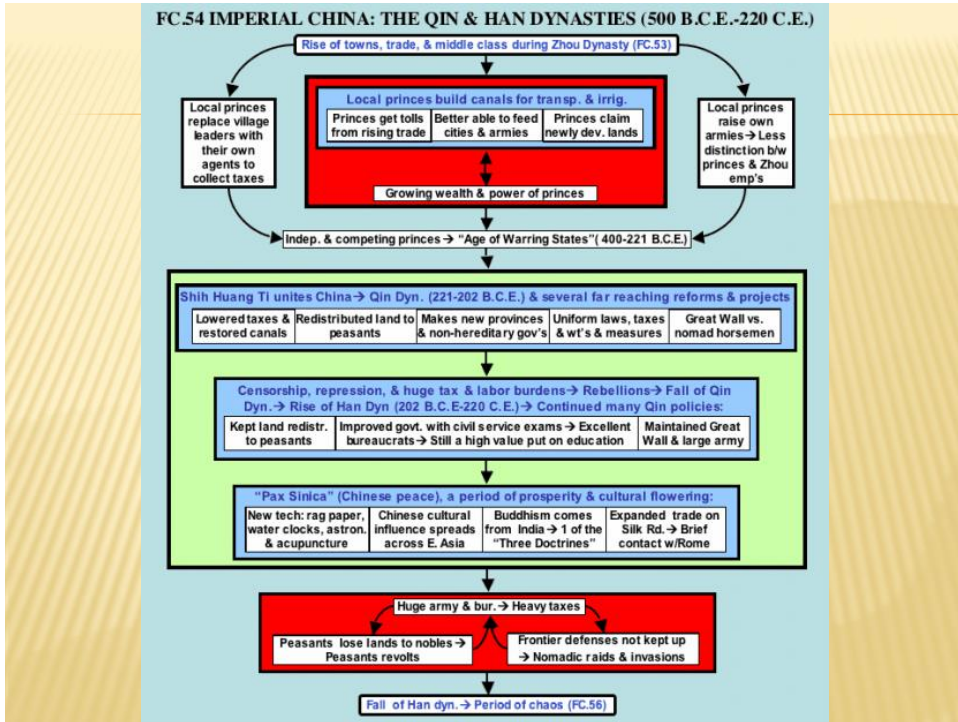 FC.54 IMPERIAL CHINA: THE QIN & HAN DYNASTIES (500 B.C.E.-220 C.E.)
Rise of towns, trade, & middle class during Zhou Dynasty (FC.53)
Local princes
replace village
leaders with
their own
agents to
collect taxes
Local princes build canals for transp. & irrig.
Princes get tolls
from rising trade
Better able to feed
cities & armies
Princes claim
newly dev. lands
Growing wealth & power of princes
Local princes
raise own
armies→ Less
distinction b/w
princes & Zhou
emp's
Indep. & competing princes → "Age of Warring States"( 400-221 B.C.E.)
Shih Huang Ti unites China→ Qin Dyn. (221-202 B.C.E.) & several far reaching reforms & projects
Lowered taxes &
restored canals
Redistributed land to
peasants
Makes new provinces
& non-hereditary gov's
Uniform laws, taxes
& wt's & measures
Great Wall vs.
nomad horsemen
Censorship, repression, & huge tax & labor burdens→ Rebellions→ Fall of Qin
Dyn.→ Rise of Han Dyn (202 B.C.E-220 C.E.)→ Continued many Qin policies:
Kept land redistr.
to peasants
Improved govt. with civil service exams → Excellent
bureaucrats→ Still a high value put on education
Maintained Great
Wall & large army
"Pax Sinica" (Chinese peace), a period of prosperity & cultural flowering:
New tech: rag paper,
water clocks, astron.
& acupuncture
Chinese cultural
influence spreads
across E. Asia
Buddhism comes
from India → 1 of the
"Three Doctrines"
Expanded trade on
Silk Rd.→ Brief
contact w/Rome
Huge army & bur.→ Heavy taxes
Peasants lose lands to nobles →
Peasants revolts
Frontier defenses not kept up
→ Nomadic raids & invasions
Fall of Han dyn.→ Period of chaos (FC.56)